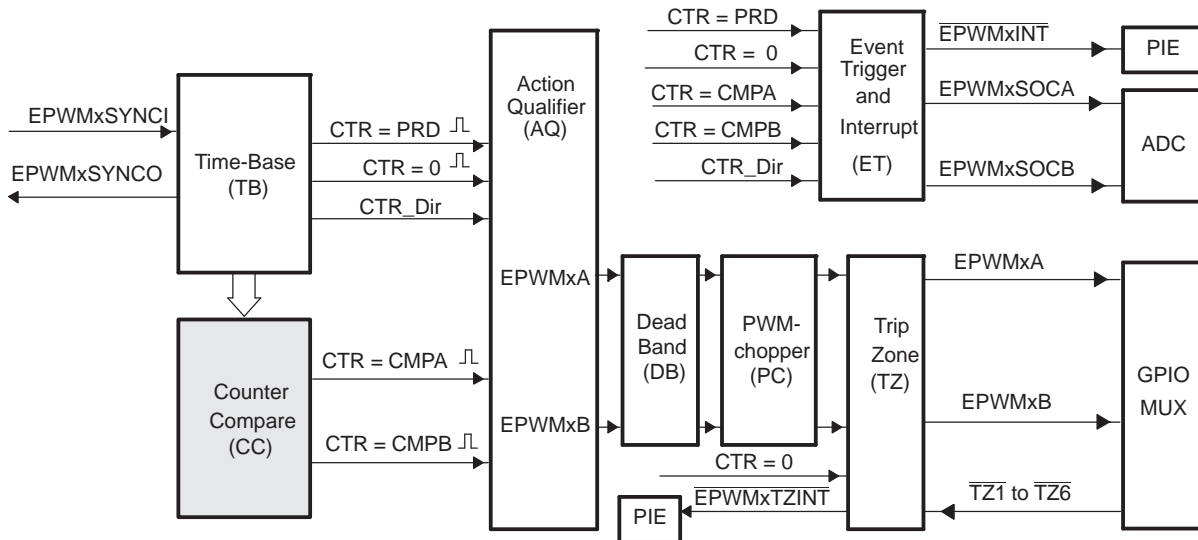 EPWMxSYNCI
EPWMxSYNCO
Time-Base
(TB)
CTR = PRD
CTR = 0
CTR_Dir
Counter
Compare
(CC)
CTR = CMPA
CTR = CMPB
Action
Qualifier
(AQ)
EPWMxA
EPWMxB
CTR = PRD
CTR = 0
CTR = CMPA
CTR = CMPB
CTR_Dir
Event
Trigger
and
Interrupt
(ET)
EPWMxINT
EPWMxSOCA
EPWMxSOCB
PIE
ADC
Dead
Band
(DB)
PWM-
chopper
(PC)
Trip
Zone
(TZ)
CTR = 0
EPWMxTZINT
PIE
EPWMxA
EPWMxB
TZ1 to TZ6
GPIO
MUX